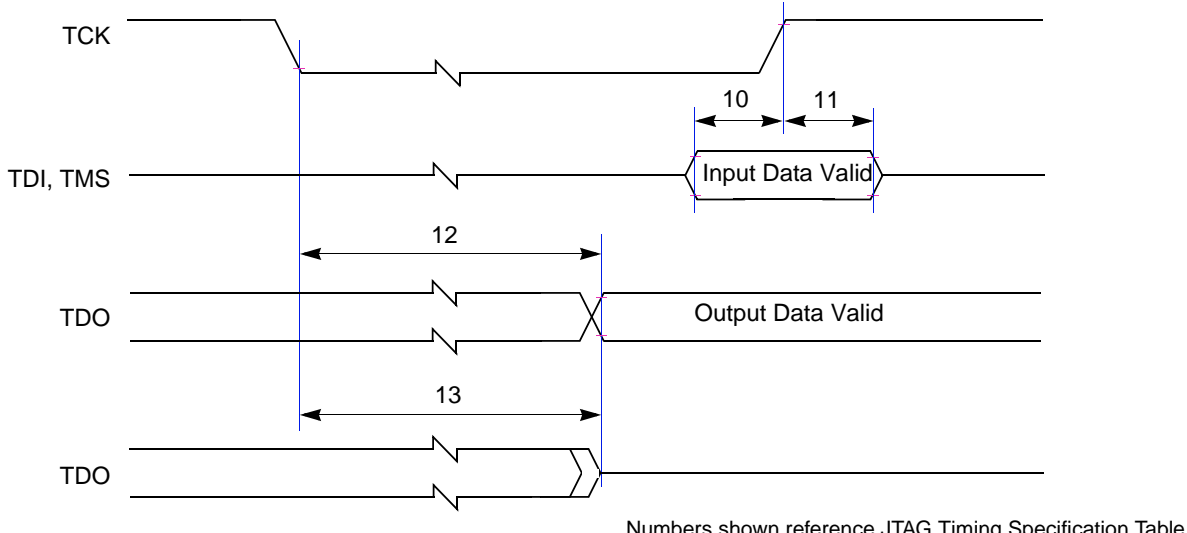 TCK
10
11
TDI, TMS
Input Data Valid
12
TDO
Output Data Valid
13
TDO
Numbers shown reference JTAG Timing Specification Table